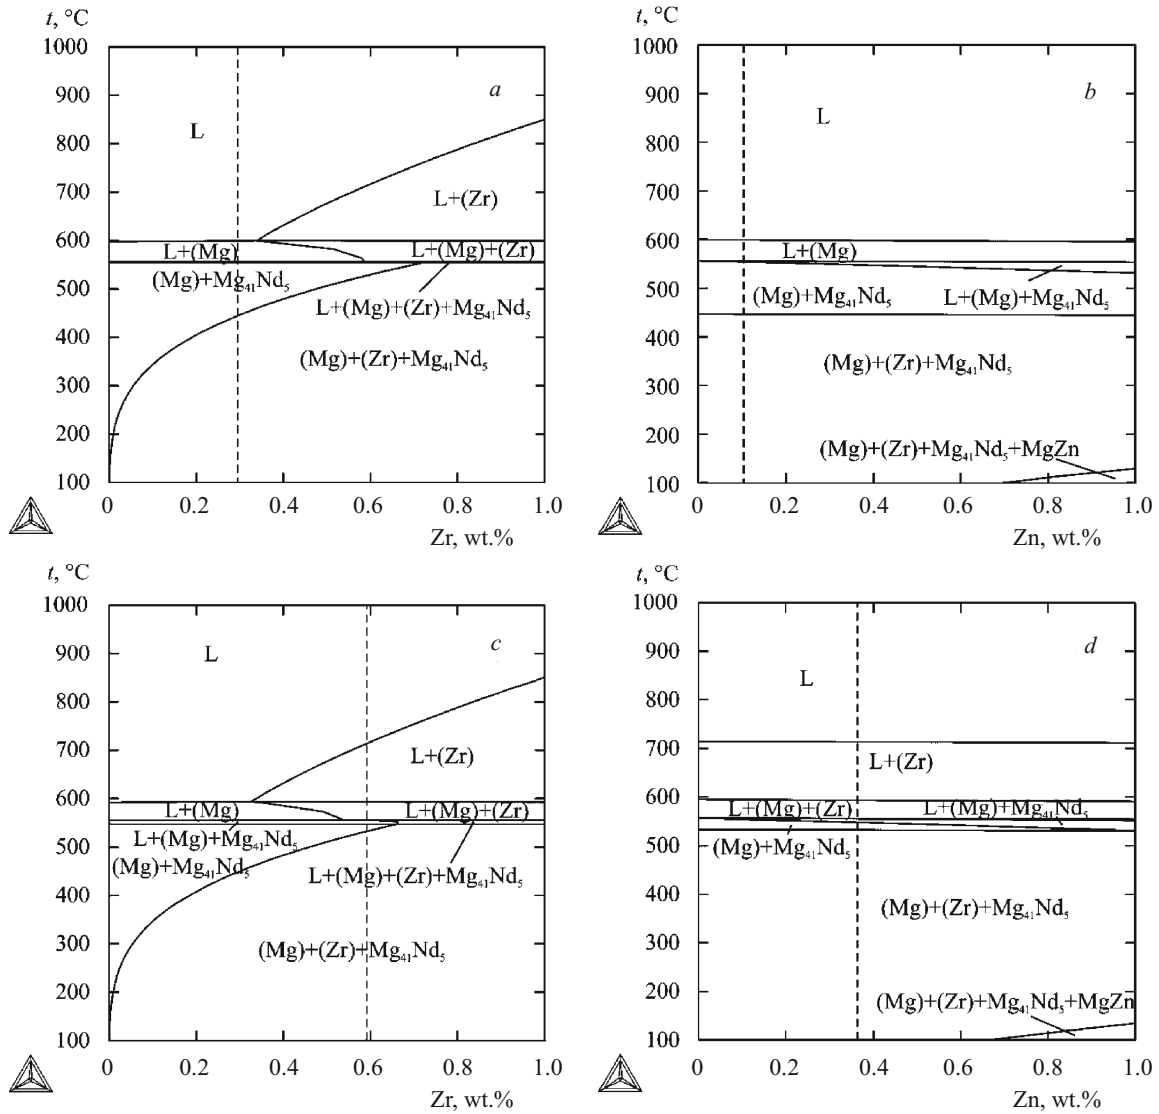 t, °C
1000
900
800
700
600
500
400
300
200
100
0
0.2
0.4
0.6
0.8
1.0
Zr, wt.%
a
L
L+(Zr)
L+(Mg)
L+(Mg)+(Zr)
(Mg)+Mg₄₁Nd₅
L+(Mg)+(Zr)+Mg₄₁Nd₅
(Mg)+(Zr)+Mg₄₁Nd₅
t, °C
1000
900
800
700
600
500
400
300
200
100
0
0.2
0.4
0.6
0.8
1.0
Zn, wt.%
b
L
L+(Mg)
(Mg)+Mg₄₁Nd₅
L+(Mg)+Mg₄₁Nd₅
(Mg)+(Zr)+Mg₄₁Nd₅
(Mg)+(Zr)+Mg₄₁Nd₅+MgZn
t, °C
1000
900
800
700
600
500
400
300
200
100
0
0.2
0.4
0.6
0.8
1.0
Zr, wt.%
c
L
L+(Zr)
L+(Mg)
L+(Mg)+(Zr)
L+(Mg)+Mg₄₁Nd₅
(Mg)+Mg₄₁Nd₅
L+(Mg)+(Zr)+Mg₄₁Nd₅
(Mg)+(Zr)+Mg₄₁Nd₅
t, °C
1000
900
800
700
600
500
400
300
200
100
0
0.2
0.4
0.6
0.8
1.0
Zn, wt.%
d
L
L+(Zr)
L+(Mg)+(Zr)
L+(Mg)+Mg₄₁Nd₅
(Mg)+Mg₄₁Nd₅
(Mg)+(Zr)+Mg₄₁Nd₅
(Mg)+(Zr)+Mg₄₁Nd₅+MgZn